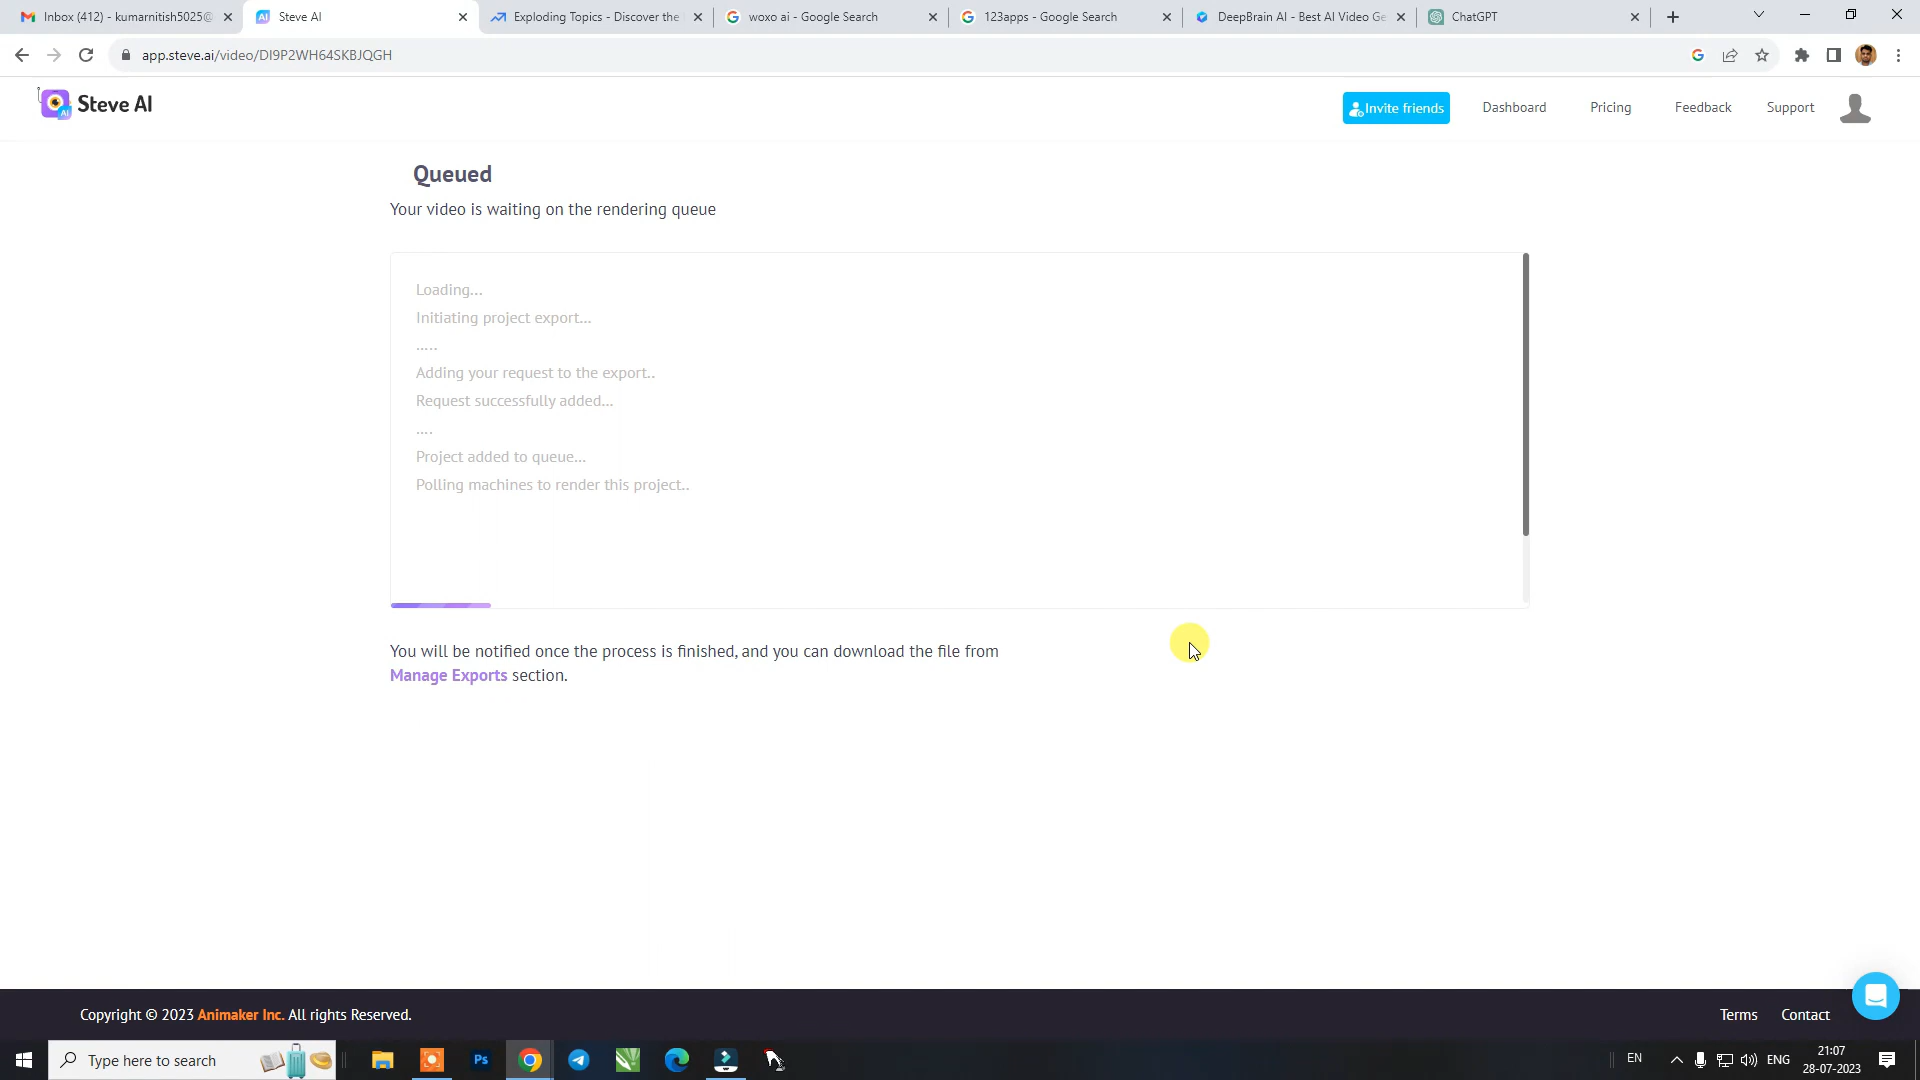 Inbox (412) - kumarnitish5025@
Steve AI
Exploding Topics - Discover the
woxo ai - Google Search
123apps - Google Search
DeepBrain AI - Best AI Video Ge
ChatGPT
app.steve.ai/video/DI9P2WH64SKBJQGH
Steve AI
Invite friends
Dashboard
Pricing
Feedback
Support
Queued
Your video is waiting on the rendering queue
Loading...
Initiating project export...
.....
Adding your request to the export..
Request successfully added...
....
Project added to queue...
Polling machines to render this project..
You will be notified once the process is finished, and you can download the file from
Manage Exports section.
Copyright © 2023 Animaker Inc. All rights Reserved.
Terms
Contact
Type here to search
Ps
EN
ENG
21:07
28-07-2023